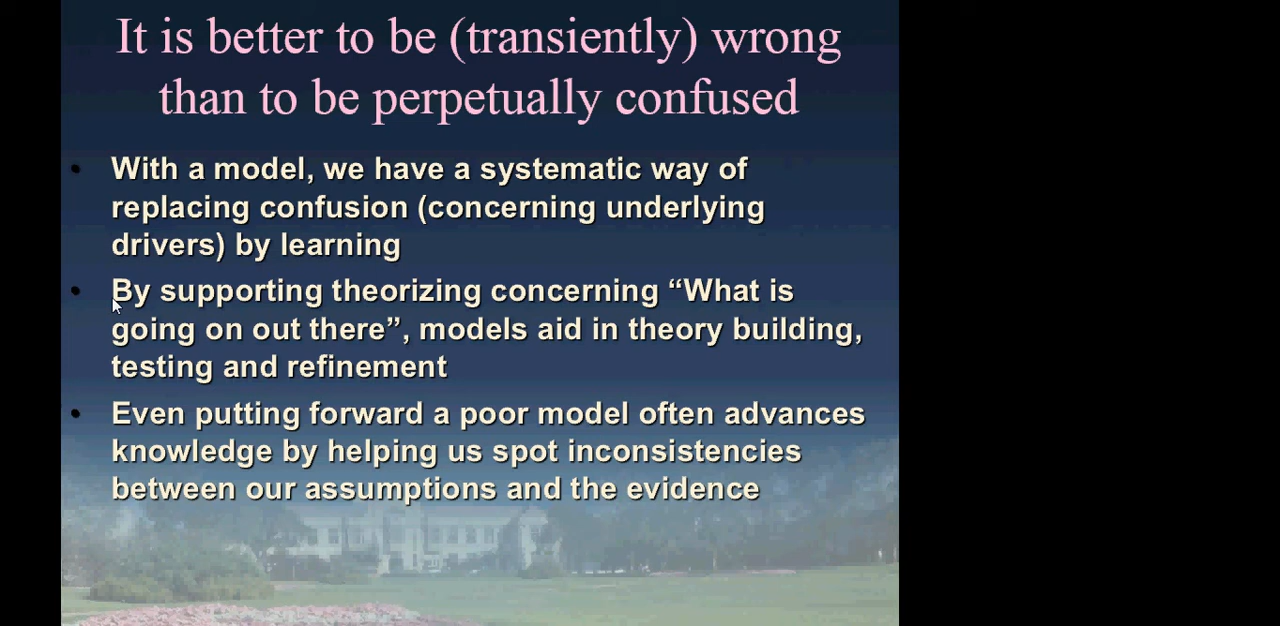 It is better to be (transiently) wrong
than to be perpetually confused
• With a model, we have a systematic way of
replacing confusion (concerning underlying
drivers) by learning
• By supporting theorizing concerning “What is
going on out there”, models aid in theory building,
testing and refinement
• Even putting forward a poor model often advances
knowledge by helping us spot inconsistencies
between our assumptions and the evidence